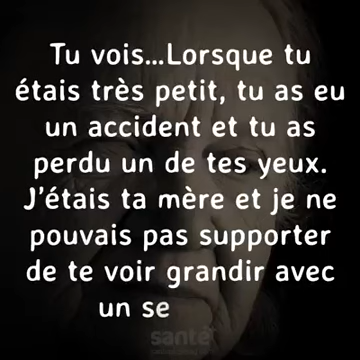 Tu vois...Lorsque tu
étais très petit, tu as eu
un accident et tu as
perdu un de tes yeux.
J'étais ta mère et je ne
pouvais pas supporter
de te voir grandir avec
un se
santé